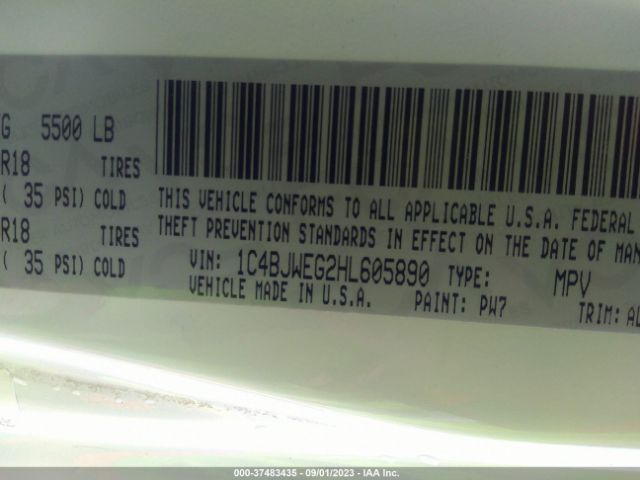 G 5500 LB
R18 TIRES
( 35 PSI) COLD
R18 TIRES
( 35 PSI) COLD
THIS VEHICLE CONFORMS TO ALL APPLICABLE U.S.A. FEDERAL
THEFT PREVENTION STANDARDS IN EFFECT ON THE DATE OF MAN
VIN: 1C4BJWEG2HL605890 TYPE: MPV
VEHICLE MADE IN U.S.A. PAINT: PW7 TRIM: AL
000-37483435 - 09/01/2023 - IAA Inc.